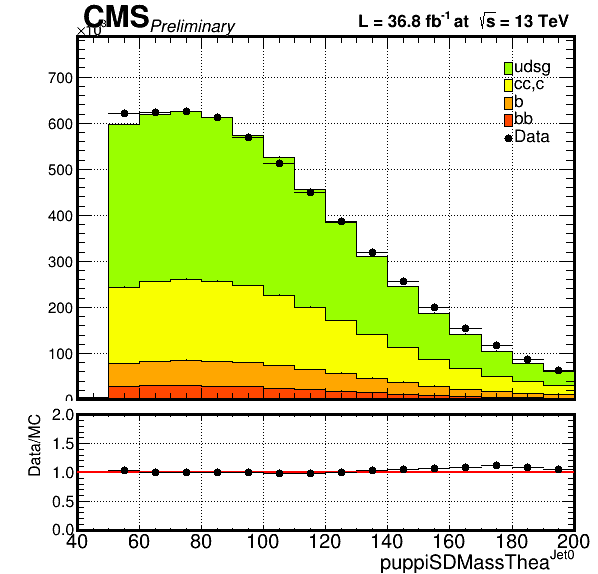 CMS Preliminary L = 36.8 fb⁻¹ at √s = 13 TeV
×10³
udsg
cc,c
b
bb
Data
700
600
500
400
300
200
100
0
Data/MC
2.0
1.5
1.0
0.5
0.0
40 60 80 100 120 140 160 180 200
puppiSDMassThea^Jet0